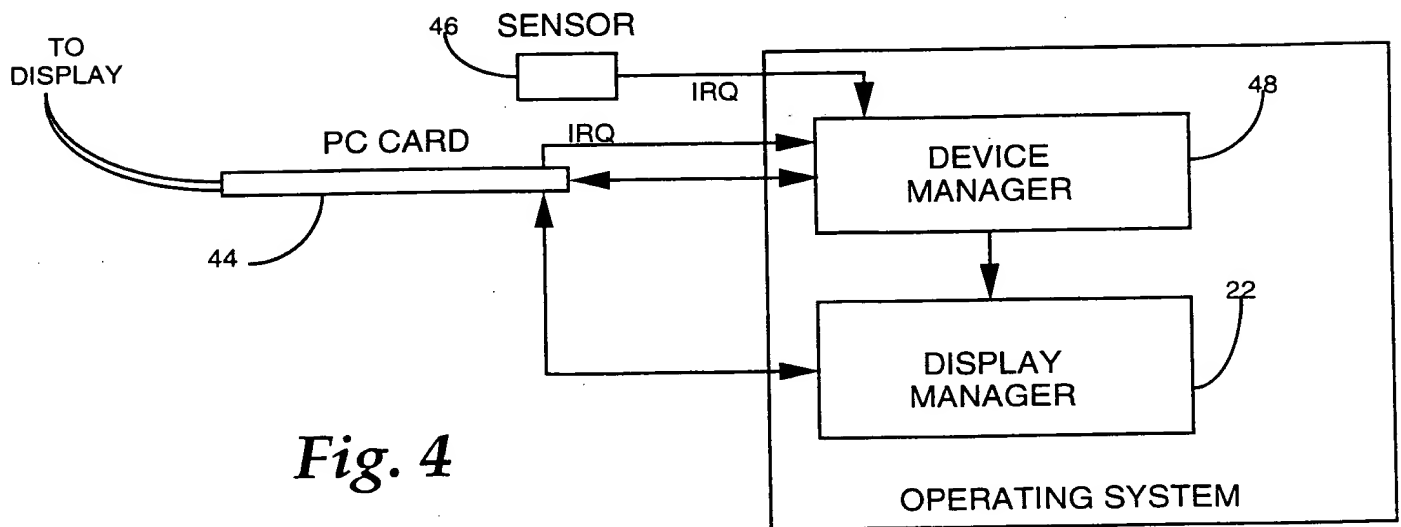 46
SENSOR
TO
DISPLAY
IRQ
48
PC CARD
IRQ
DEVICE
MANAGER
44
22
DISPLAY
MANAGER
Fig. 4
OPERATING SYSTEM